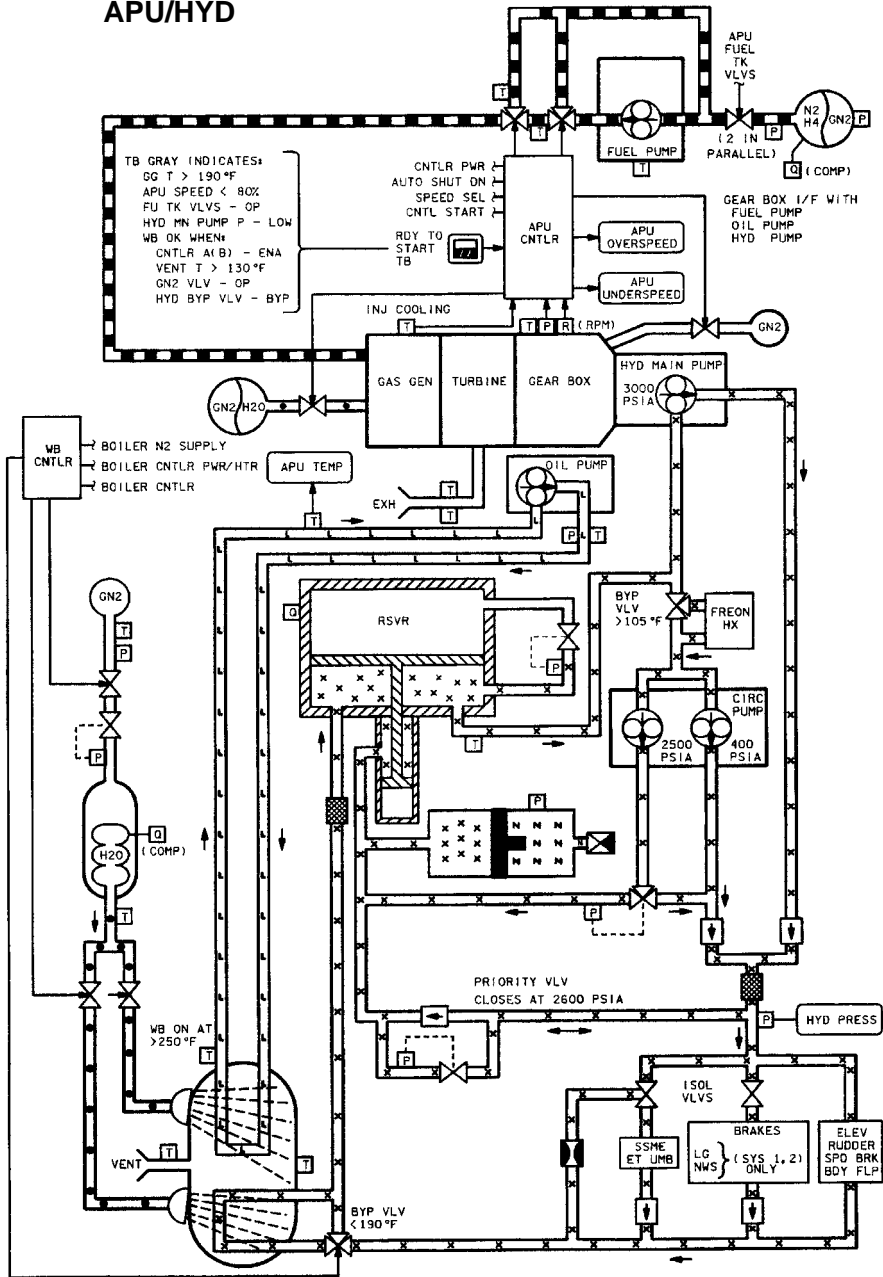 APU/HYD
APU
FUEL
TK
VLVS
N2
H4
GN2
P
T
T
P
(2 IN
PARALLEL)
FUEL PUMP
T
Q (COMP)
TB GRAY INDICATES:
GG T > 190°F
APU SPEED < 80%
FU TK VLVS - OP
HYD MN PUMP P - LOW
WB OK WHEN:
CNTLR A(B) - ENA
VENT T > 130°F
GN2 VLV - OP
HYD BYP VLV - BYP
CNTLR PWR
AUTO SHUT DN
SPEED SEL
CNTL START
RDY TO
START
TB
APU
CNTLR
GEAR BOX I/F WITH
FUEL PUMP
OIL PUMP
HYD PUMP
APU
OVERSPEED
APU
UNDERSPEED
INJ COOLING
T
T P R (RPM)
GN2
GAS GEN
TURBINE
GEAR BOX
HYD MAIN PUMP
3000
PSIA
GN2 H2O
WB
CNTLR
BOILER N2 SUPPLY
BOILER CNTLR PWR/HTR
BOILER CNTLR
APU TEMP
T
EXH
T
T
OIL PUMP
P T
GN2
T
P
P
Q
RSVR
P
BYP
VLV
>105°F
FREON
HX
CIRC
PUMP
2500
PSIA
400
PSIA
T
H2O
Q
(COMP)
T
P
P
PRIORITY VLV
CLOSES AT 2600 PSIA
P
P
HYD PRESS
WB ON AT
>250°F
T
VENT
T
T
BYP VLV
<190°F
ISOL
VLVS
SSME
ET UMB
BRAKES
LG
NWS
(SYS 1,2)
ONLY
ELEV
RUDDER
SPD BRK
BDY FLP